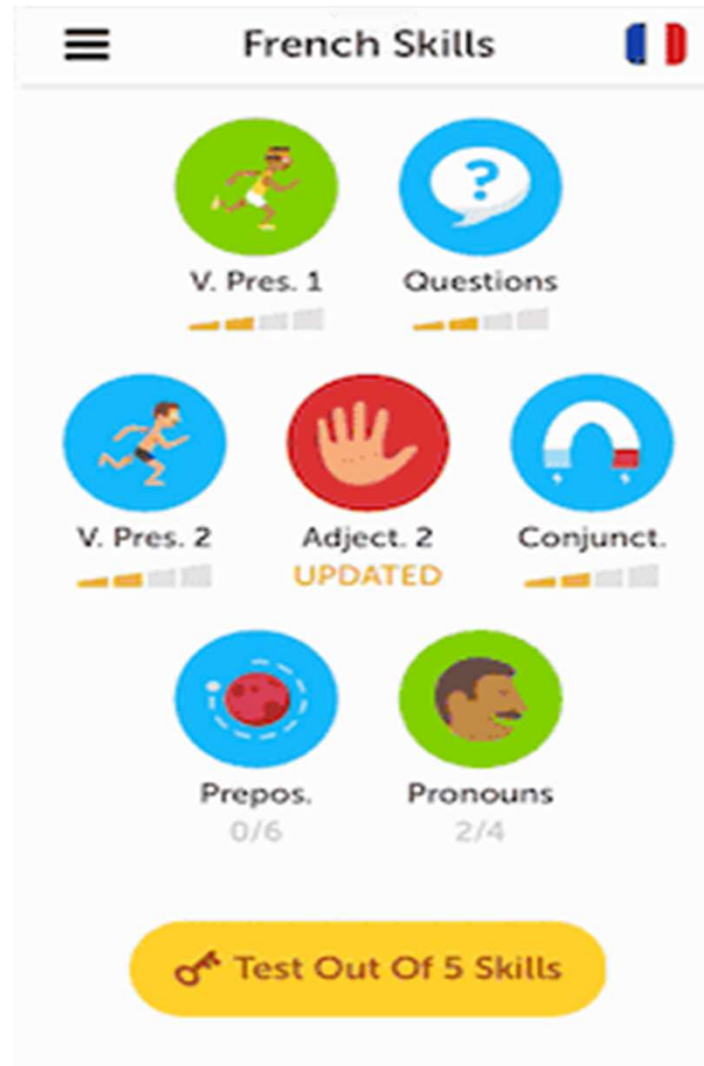 French Skills
?
V. Pres. 1 Questions
V. Pres. 2 Adject. 2 Conjunct.
UPDATED
Prepos. Pronouns
0/6 2/4
Test Out Of 5 Skills